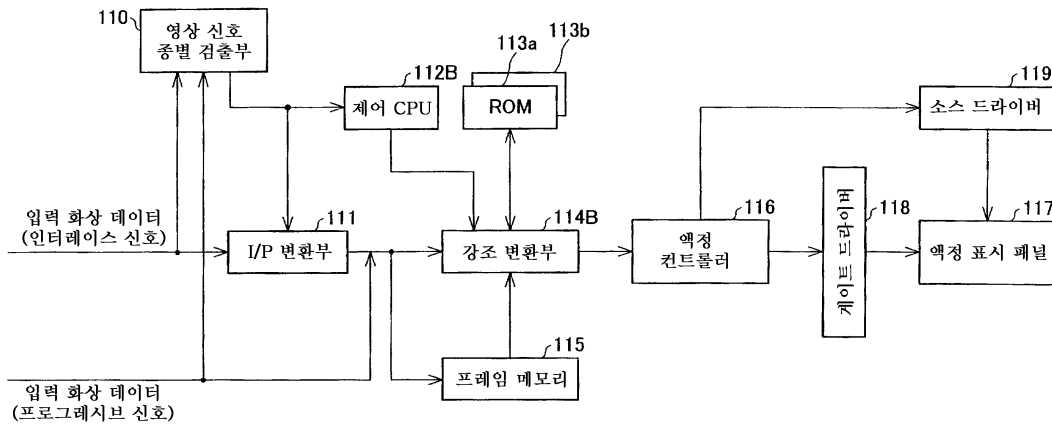 110
영상 신호
종별 검출부
112B
제어 CPU
113a
113b
ROM
119
소스 드라이버
입력 화상 데이터
(인터레이스 신호)
111
I/P 변환부
114B
강조 변환부
116
액정
컨트롤러
118
게이트 드라이버
117
액정 표시 패널
115
프레임 메모리
입력 화상 데이터
(프로그레시브 신호)